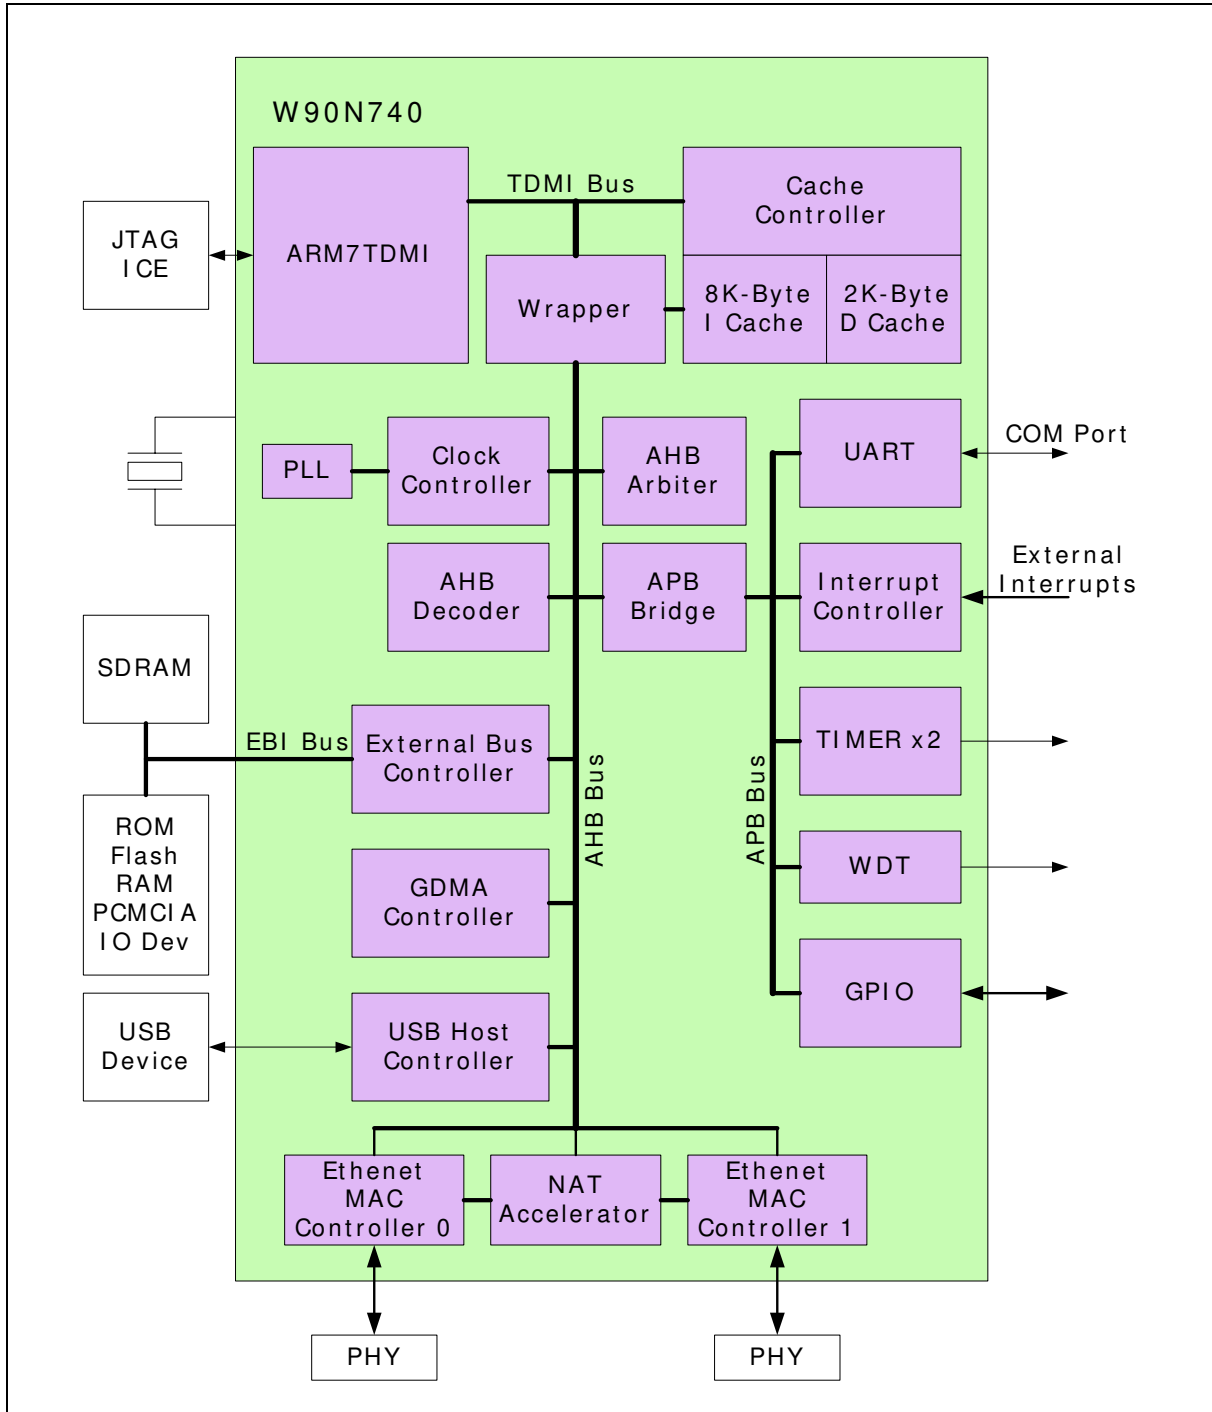 W90N740
TDMI Bus
Cache
Controller
JTAG
ICE
ARM7TDMI
Wrapper
8K-Byte
I Cache
2K-Byte
D Cache
PLL
Clock
Controller
AHB
Arbiter
UART
COM Port
AHB
Decoder
APB
Bridge
Interrupt
Controller
External
Interrupts
SDRAM
EBI Bus
External Bus
Controller
AHB Bus
APB Bus
TIMER x2
ROM
Flash
RAM
PCMCIA
IO Dev
GDMA
Controller
WDT
GPIO
USB
Device
USB Host
Controller
Ethenet
MAC
Controller 0
NAT
Accelerator
Ethenet
MAC
Controller 1
PHY
PHY